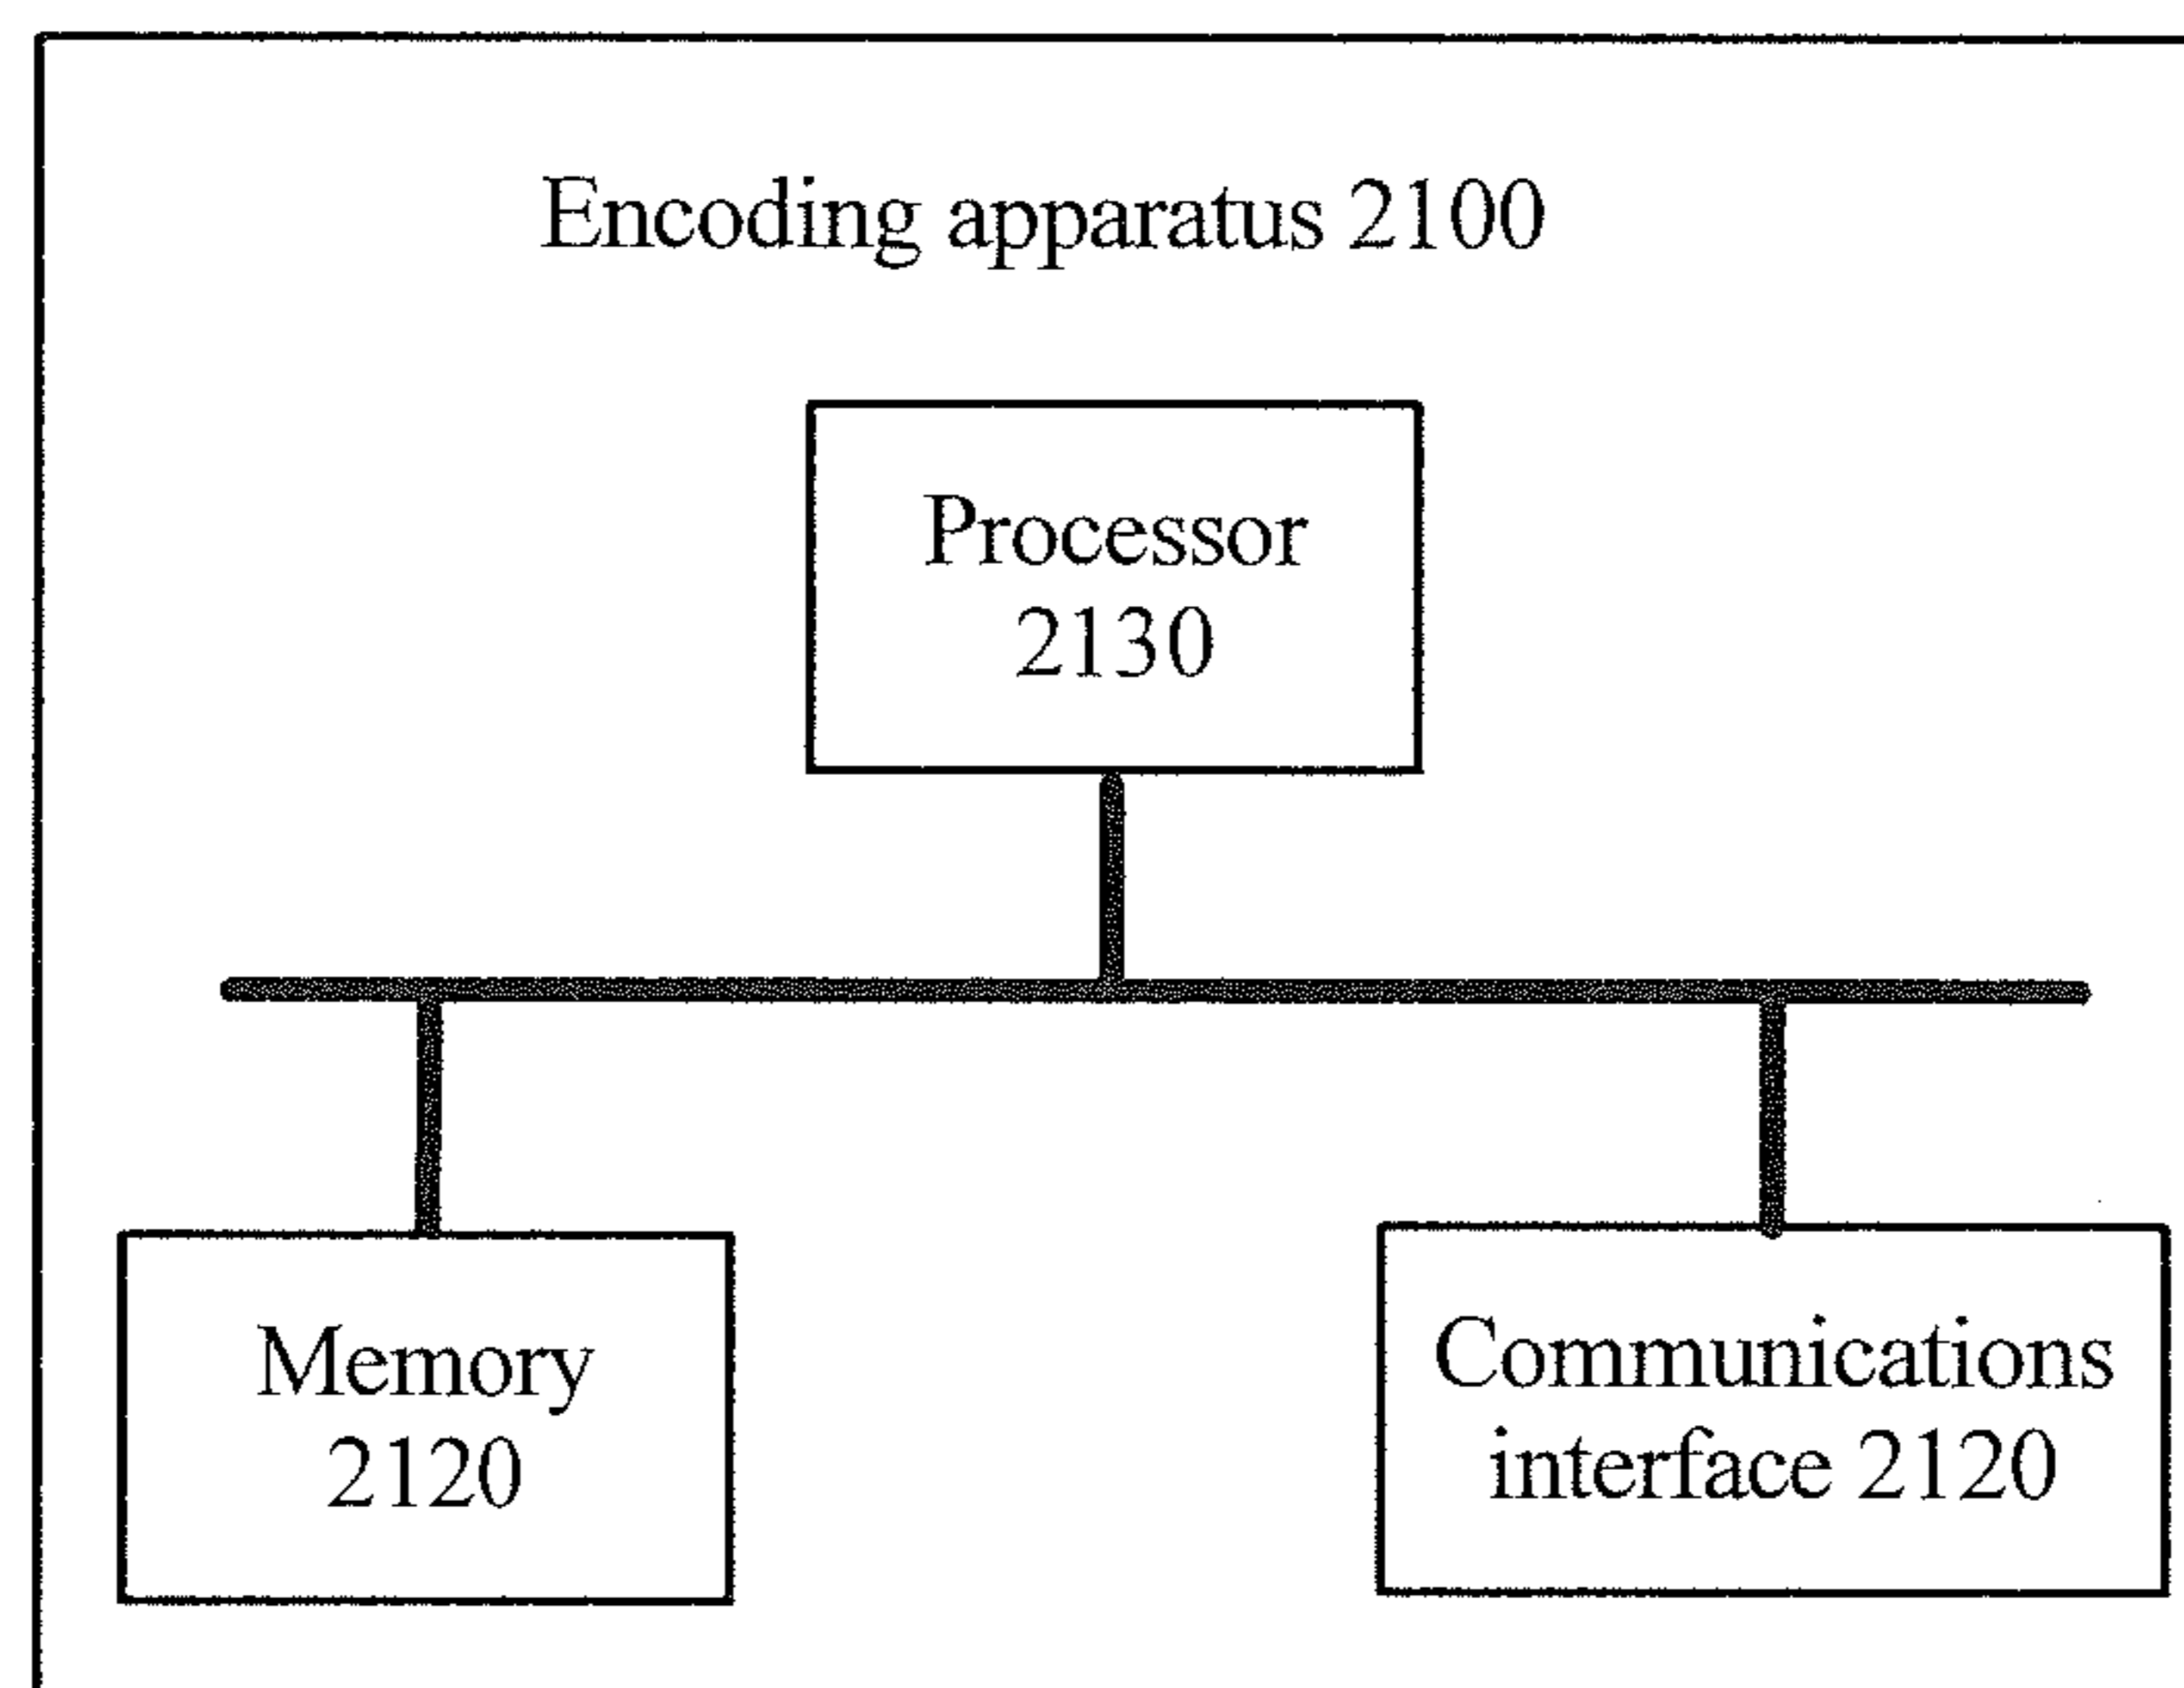 Encoding apparatus 2100
Processor
2130
Memory
2120
Communications
interface 2120